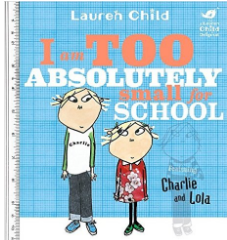 Lauren Child
I am TOO
ABSOLUTELY
small for
SCHOOL
Charlie
Charlie
and Lola